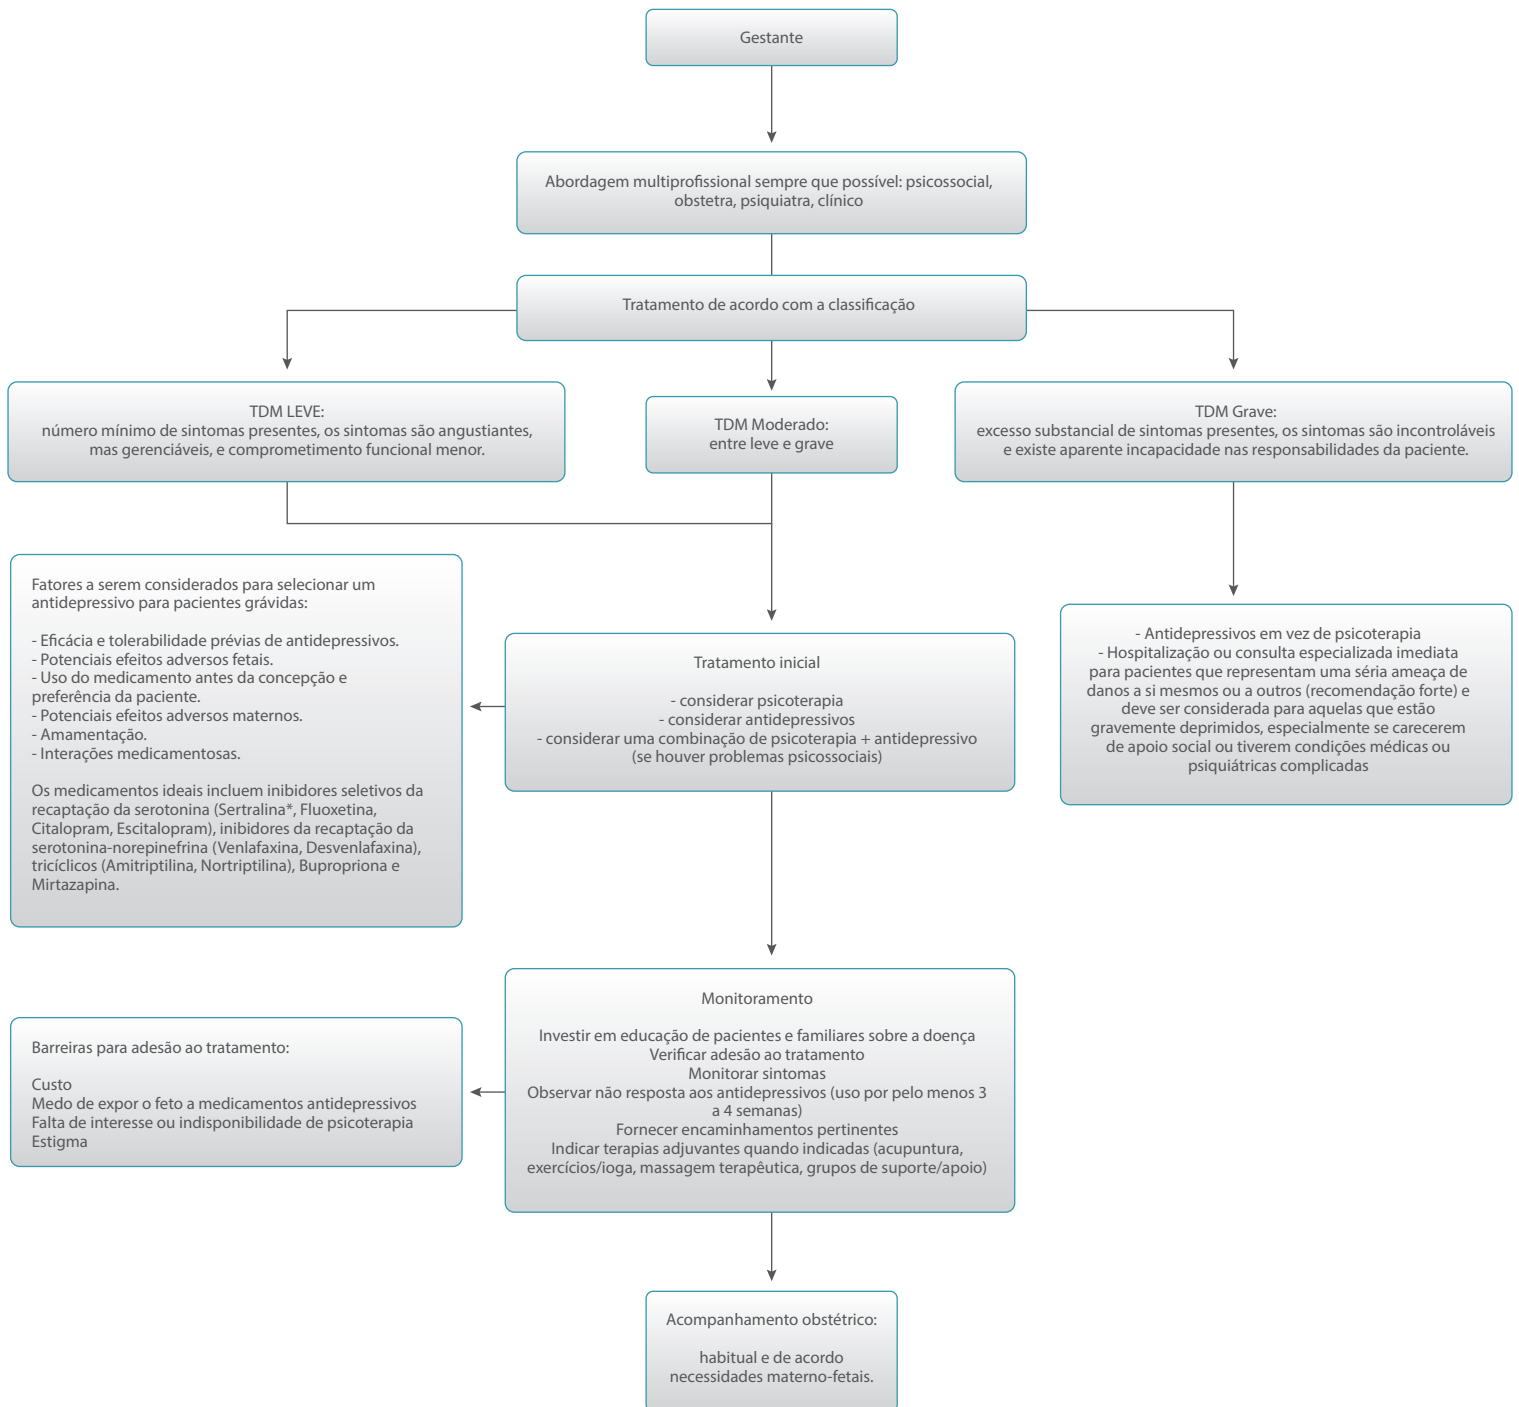 Gestante
Abordagem multiprofissional sempre que possível: psicossocial,
obstetra, psiquiatra, clínico
Tratamento de acordo com a classificação
TDM LEVE:
número mínimo de sintomas presentes, os sintomas são angustiantes,
mas gerenciáveis, e comprometimento funcional menor.
TDM Moderado:
entre leve e grave
TDM Grave:
excesso substancial de sintomas presentes, os sintomas são incontroláveis
e existe aparente incapacidade nas responsabilidades da paciente.
Fatores a serem considerados para selecionar um
antidepressivo para pacientes grávidas:
- Eficácia e tolerabilidade prévias de antidepressivos.
- Potenciais efeitos adversos fetais.
- Uso do medicamento antes da concepção e
preferência da paciente.
- Potenciais efeitos adversos maternos.
- Amamentação.
- Interações medicamentosas.
Os medicamentos ideais incluem inibidores seletivos da
recaptação da serotonina (Sertralina*, Fluoxetina,
Citalopram, Escitalopram), inibidores da recaptação da
serotonina-norepinefrina (Venlafaxina, Desvenlafaxina),
tricíclicos (Amitriptilina, Nortriptilina), Bupropriona e
Mirtazapina.
Tratamento inicial
- considerar psicoterapia
- considerar antidepressivos
- considerar uma combinação de psicoterapia + antidepressivo
(se houver problemas psicossociais)
- Antidepressivos em vez de psicoterapia
- Hospitalização ou consulta especializada imediata
para pacientes que representam uma séria ameaça de
danos a si mesmos ou a outros (recomendação forte) e
deve ser considerada para aquelas que estão
gravemente deprimidos, especialmente se carecerem
de apoio social ou tiverem condições médicas ou
psiquiátricas complicadas
Monitoramento
Investir em educação de pacientes e familiares sobre a doença
Verificar adesão ao tratamento
Monitorar sintomas
Observar não resposta aos antidepressivos (uso por pelo menos 3
a 4 semanas)
Fornecer encaminhamentos pertinentes
Indicar terapias adjuvantes quando indicadas (acupuntura,
exercícios/ioga, massagem terapêutica, grupos de suporte/apoio)
Barreiras para adesão ao tratamento:
Custo
Medo de expor o feto a medicamentos antidepressivos
Falta de interesse ou indisponibilidade de psicoterapia
Estigma
Acompanhamento obstétrico:
habitual e de acordo
necessidades materno-fetais.